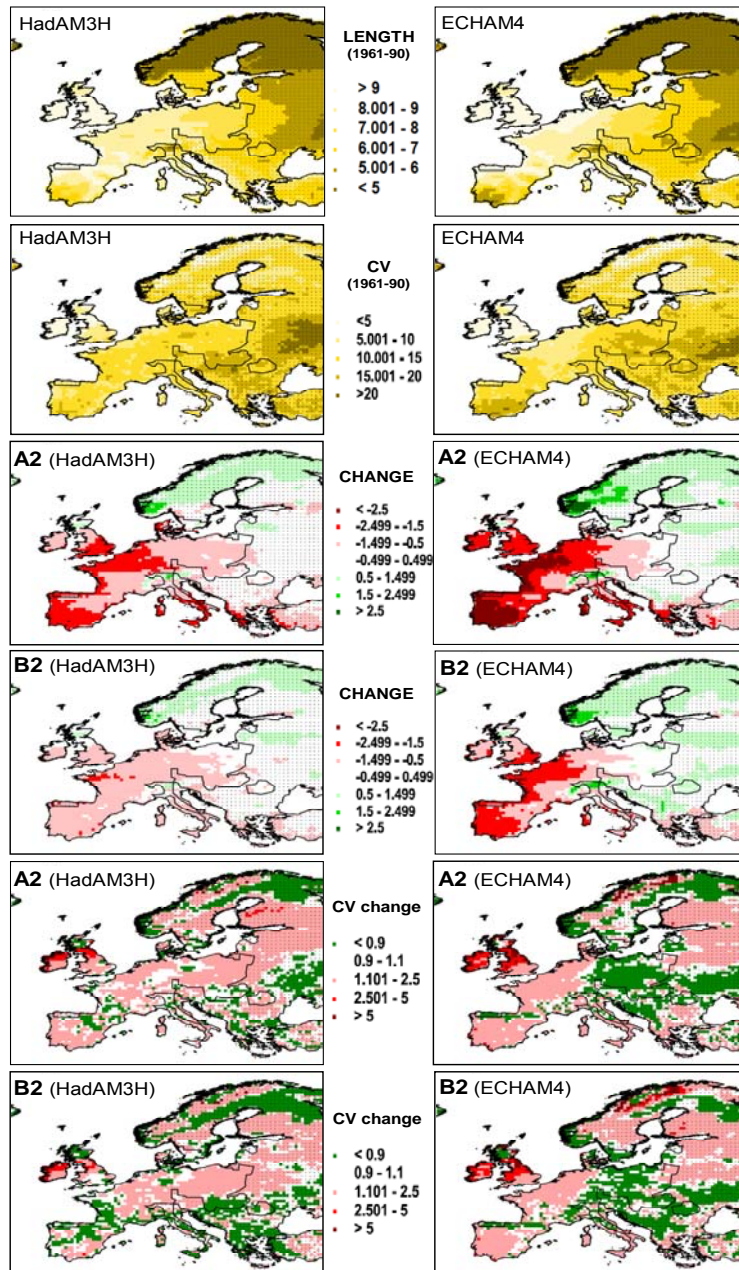 HadAM3H
LENGTH
(1961-90)
> 9
8.001 - 9
7.001 - 8
6.001 - 7
5.001 - 6
< 5
ECHAM4
HadAM3H
CV
(1961-90)
<5
5.001 - 10
10.001 - 15
15.001 - 20
>20
ECHAM4
A2 (HadAM3H)
CHANGE
< -2.5
-2.499 - -1.5
-1.499 - -0.5
-0.499 - 0.499
0.5 - 1.499
1.5 - 2.499
> 2.5
A2 (ECHAM4)
B2 (HadAM3H)
CHANGE
< -2.5
-2.499 - -1.5
-1.499 - -0.5
-0.499 - 0.499
0.5 - 1.499
1.5 - 2.499
> 2.5
B2 (ECHAM4)
A2 (HadAM3H)
CV change
< 0.9
0.9 - 1.1
1.101 - 2.5
2.501 - 5
> 5
A2 (ECHAM4)
B2 (HadAM3H)
CV change
< 0.9
0.9 - 1.1
1.101 - 2.5
2.501 - 5
> 5
B2 (ECHAM4)